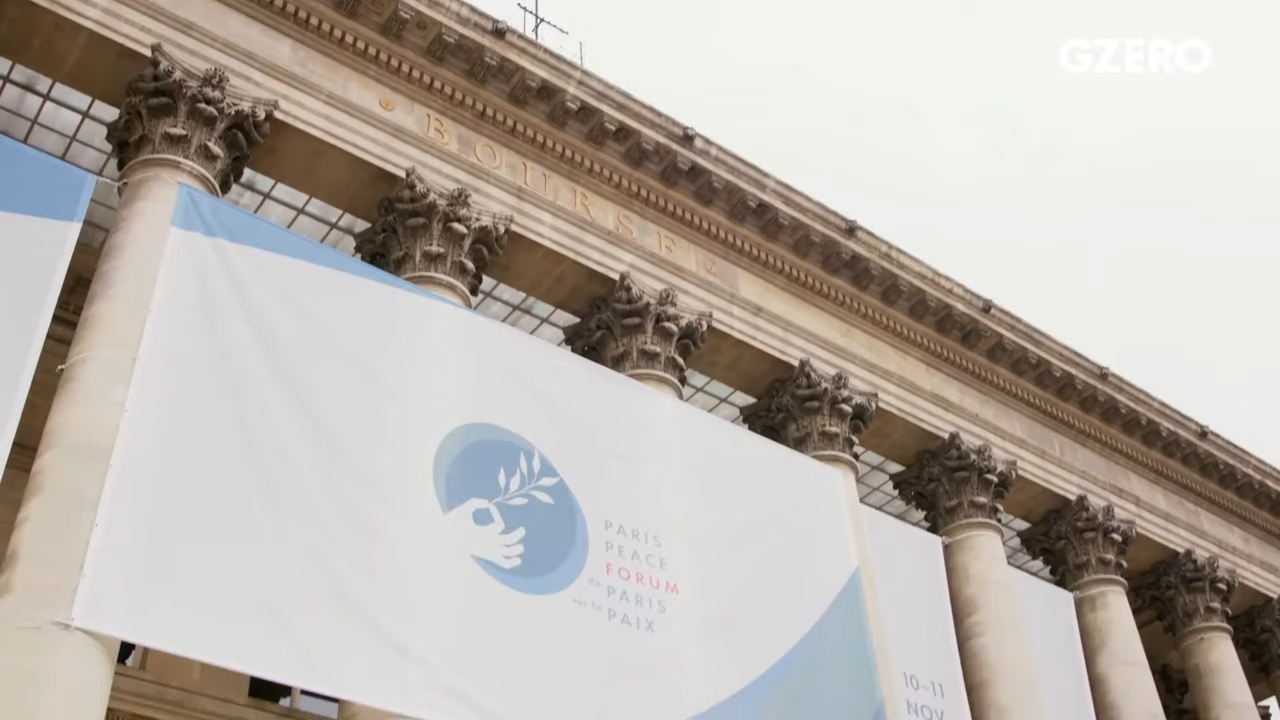 GZERO
BOURSE
PARIS
PEACE
FORUM
de PARIS
sur la PAIX
10-11
NOV